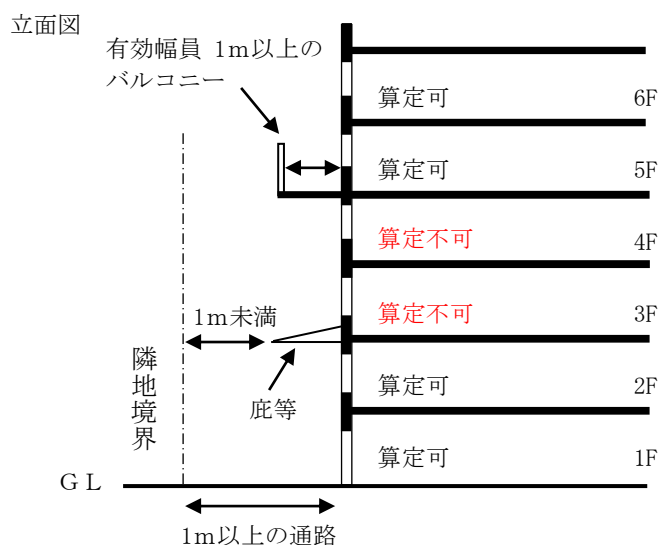 立面図
有効幅員 1m以上の
バルコニー
算定可 6F
算定可 5F
算定不可 4F
1m未満
算定不可 3F
隣地境界
庇等
算定可 2F
算定可 1F
ＧＬ
1m以上の通路